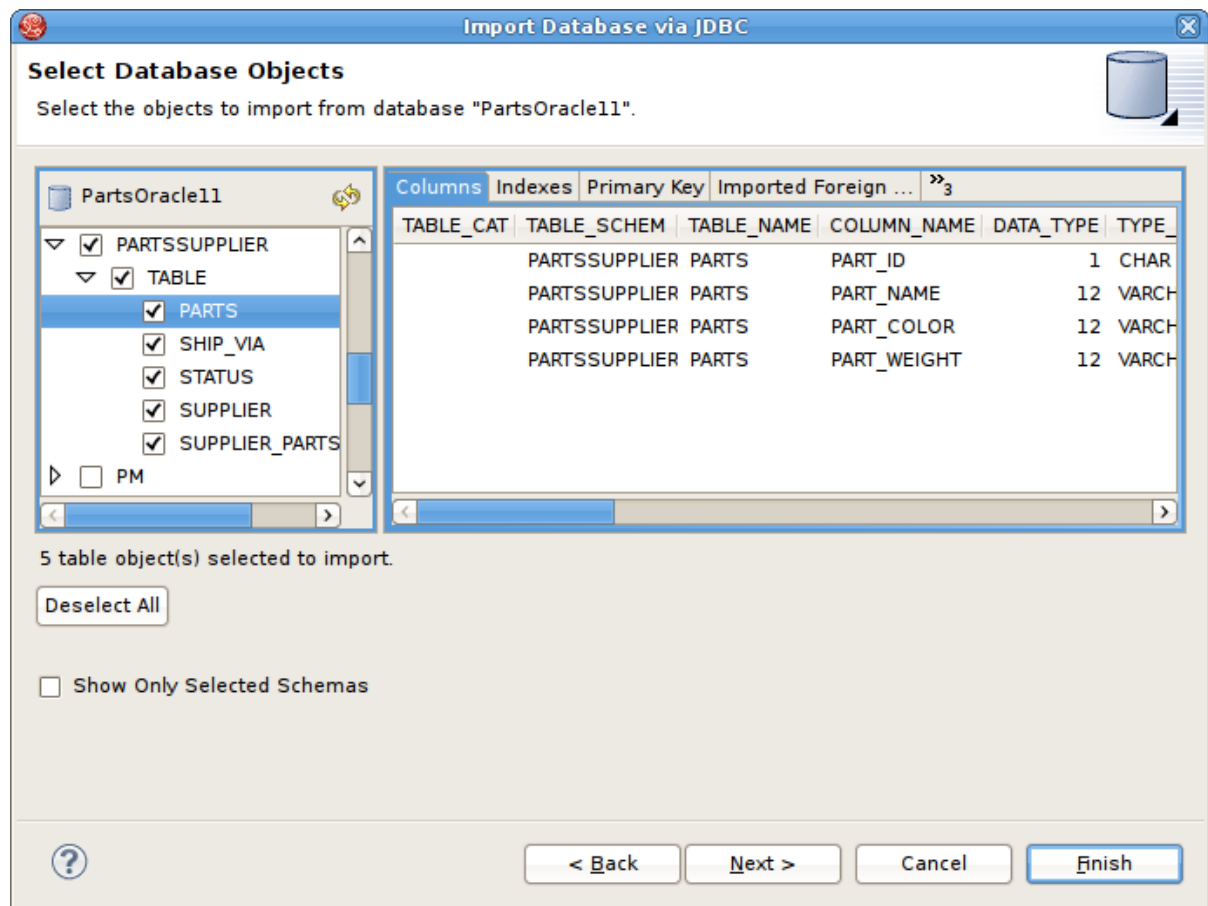 Import Database via JDBC
Select Database Objects
Select the objects to import from database "PartsOracle11".
PartsOracle11
PARTSSUPPLIER
TABLE
PARTS
SHIP_VIA
STATUS
SUPPLIER
SUPPLIER_PARTS
PM
Columns Indexes Primary Key Imported Foreign ... »3
TABLE_CAT TABLE_SCHEM TABLE_NAME COLUMN_NAME DATA_TYPE TYPE_
PARTSSUPPLIER PARTS PART_ID 1 CHAR
PARTSSUPPLIER PARTS PART_NAME 12 VARCH
PARTSSUPPLIER PARTS PART_COLOR 12 VARCH
PARTSSUPPLIER PARTS PART_WEIGHT 12 VARCH
5 table object(s) selected to import.
Deselect All
Show Only Selected Schemas
< Back Next > Cancel Finish